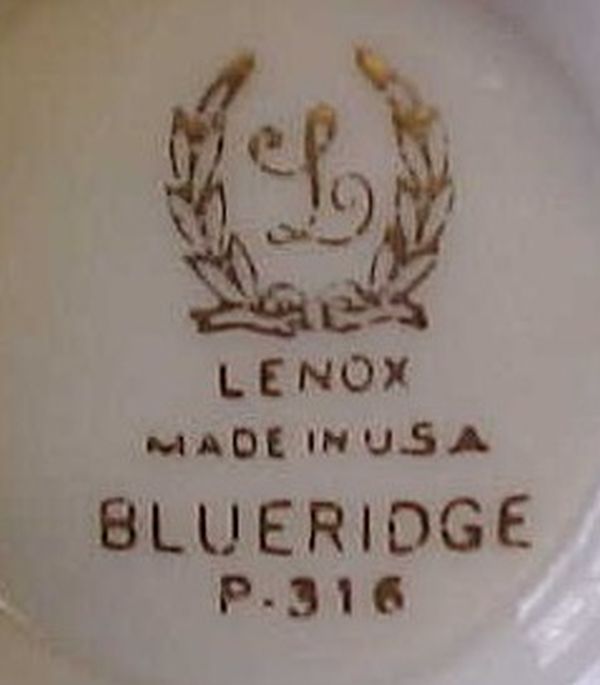 L
LENOX
MADE IN U.S.A
BLUERIDGE
P-316